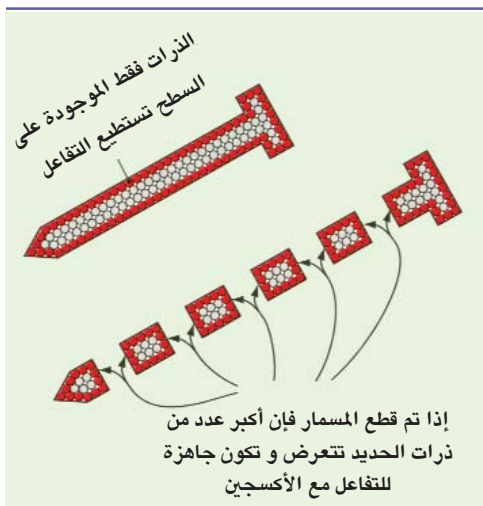 الذرات فقط الموجودة على
السطح تستطيع التفاعل
إذا تم قطع المسمار فإن أكبر عدد من
ذرات الحديد تتعرض و تكون جاهزة
للتفاعل مع الأكسجين